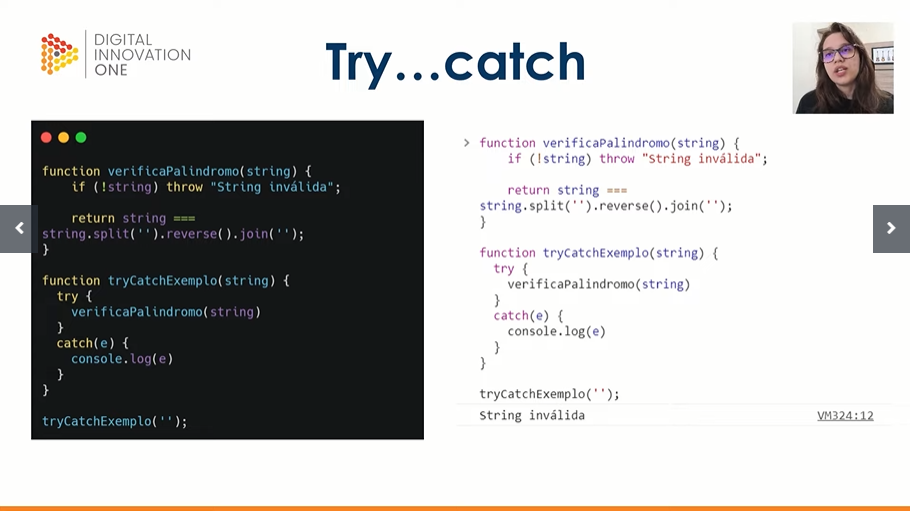 DIGITAL
INNOVATION
ONE
Try...catch
function verificaPalindromo(string) {
if (!string) throw "String inválida";
return string ===
string.split('').reverse().join('');
}
function tryCatchExemplo(string) {
try {
verificaPalindromo(string)
}
catch(e) {
console.log(e)
}
}
tryCatchExemplo('');
> function verificaPalindromo(string) {
if (!string) throw "String inválida";
return string ===
string.split('').reverse().join('');
}
function tryCatchExemplo(string) {
try {
verificaPalindromo(string)
}
catch(e) {
console.log(e)
}
}
tryCatchExemplo('');
String inválida VM324:12